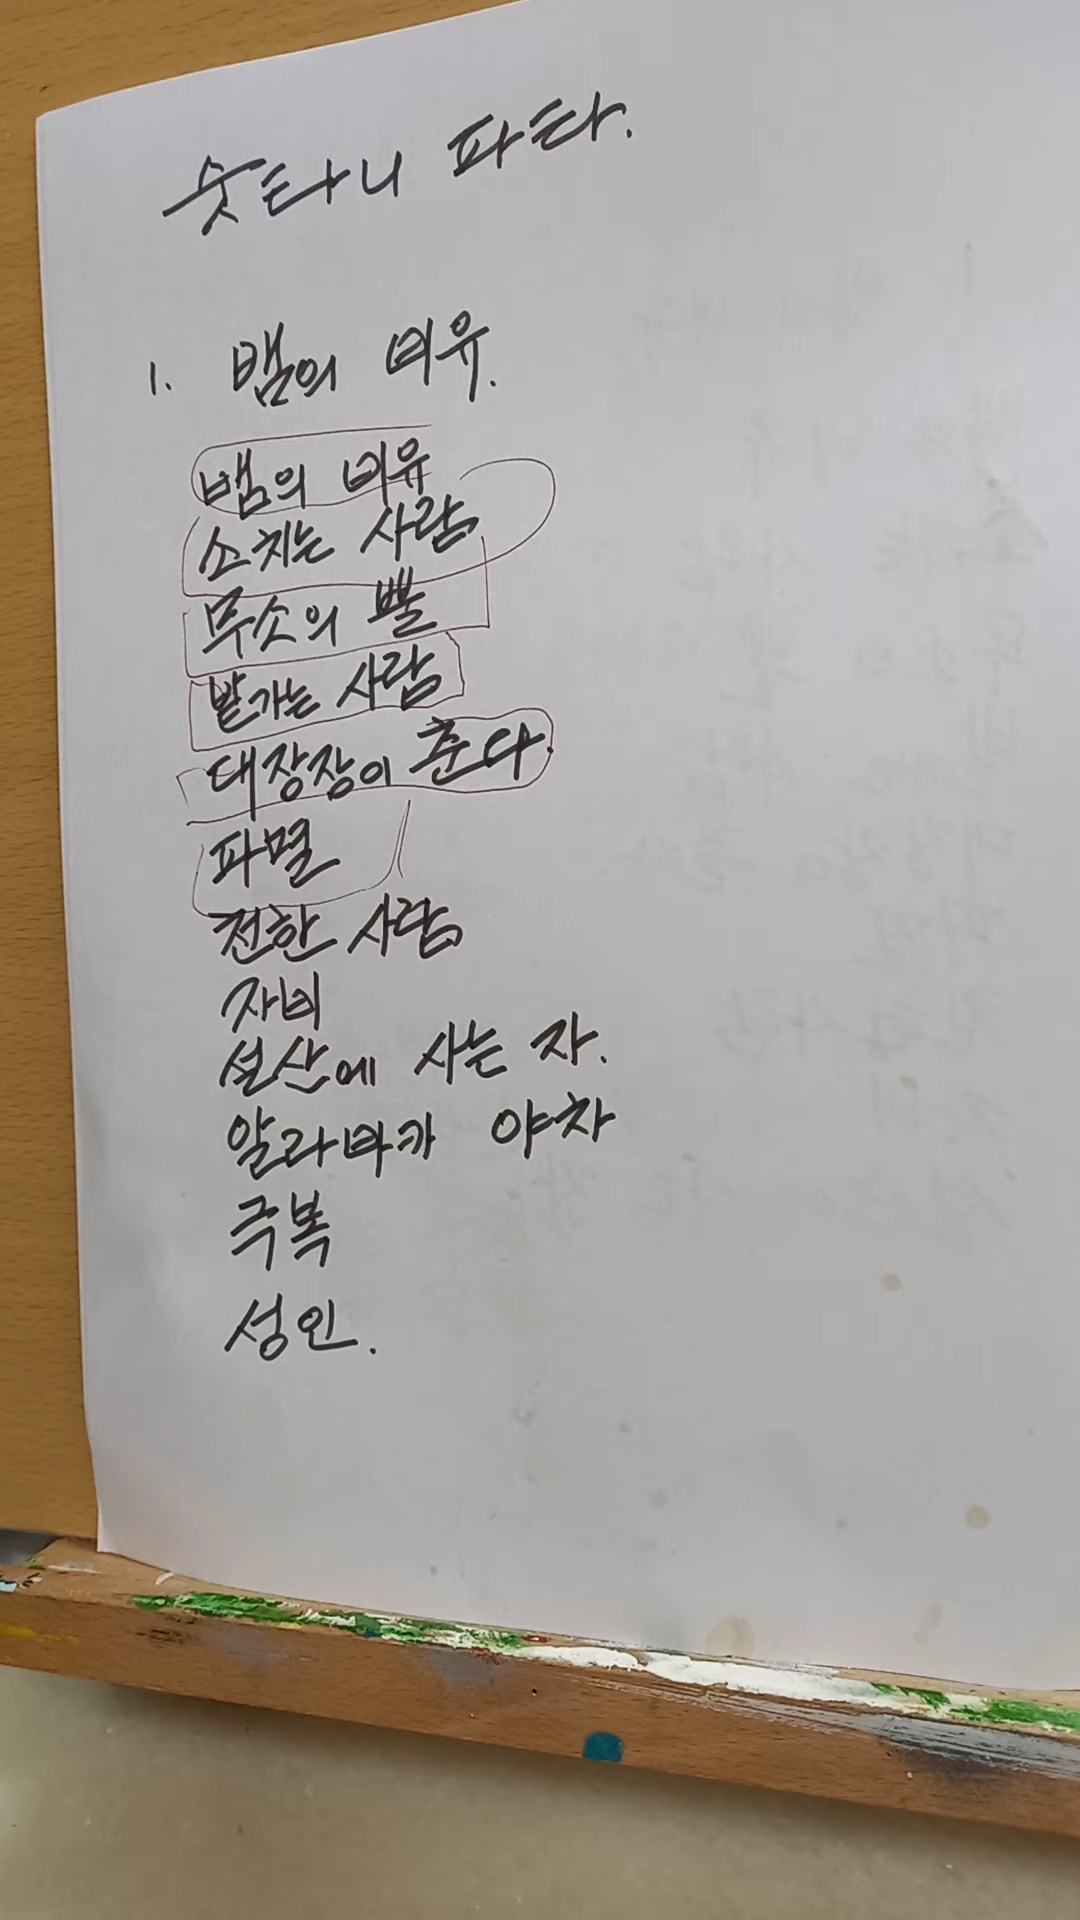 숫타니 파타.
1. 뱀의 비유.
뱀의 비유
소치는 사람
무소의 뿔
밭가는 사람
대장장이 춘다.
파멸
천한 사람
자비
설산에 사는 자.
알라바카 야차
극복
성인.